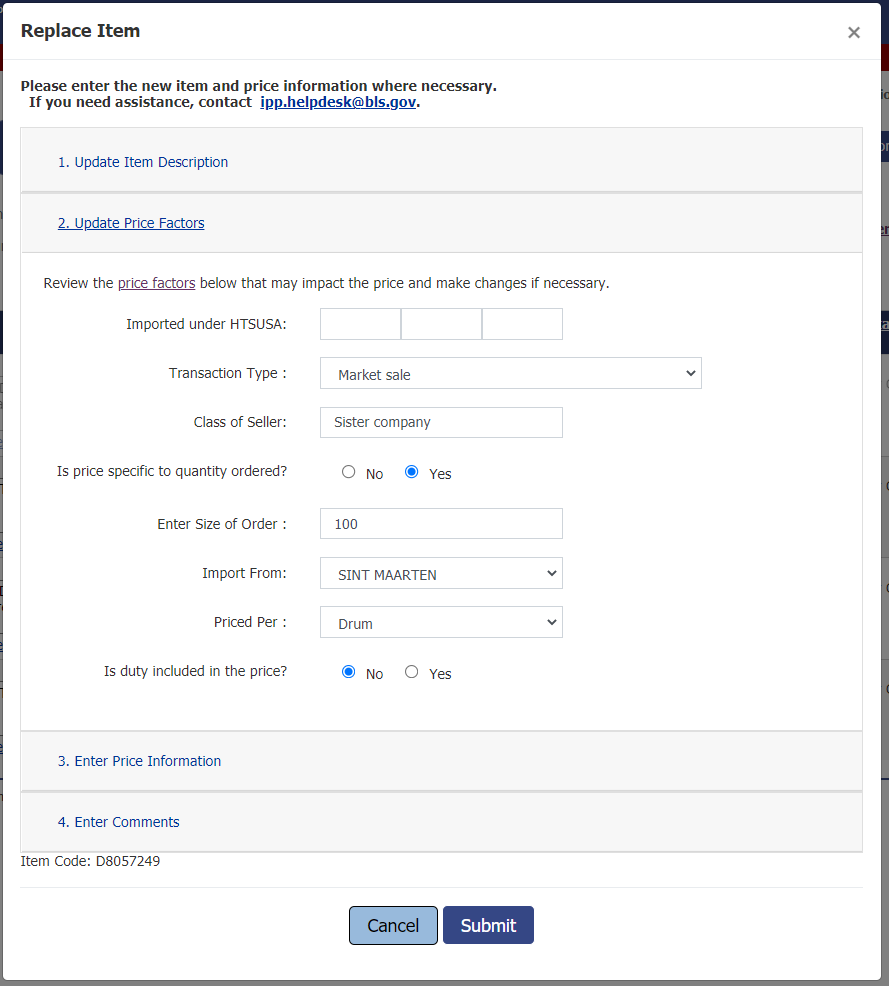 Replace Item
×
Please enter the new item and price information where necessary.
If you need assistance, contact ipp.helpdesk@bls.gov.
1. Update Item Description
2. Update Price Factors
Review the price factors below that may impact the price and make changes if necessary.
Imported under HTSUSA:
Transaction Type : Market sale
Class of Seller: Sister company
Is price specific to quantity ordered? No Yes
Enter Size of Order : 100
Import From: SINT MAARTEN
Priced Per : Drum
Is duty included in the price? No Yes
3. Enter Price Information
4. Enter Comments
Item Code: D8057249
Cancel Submit